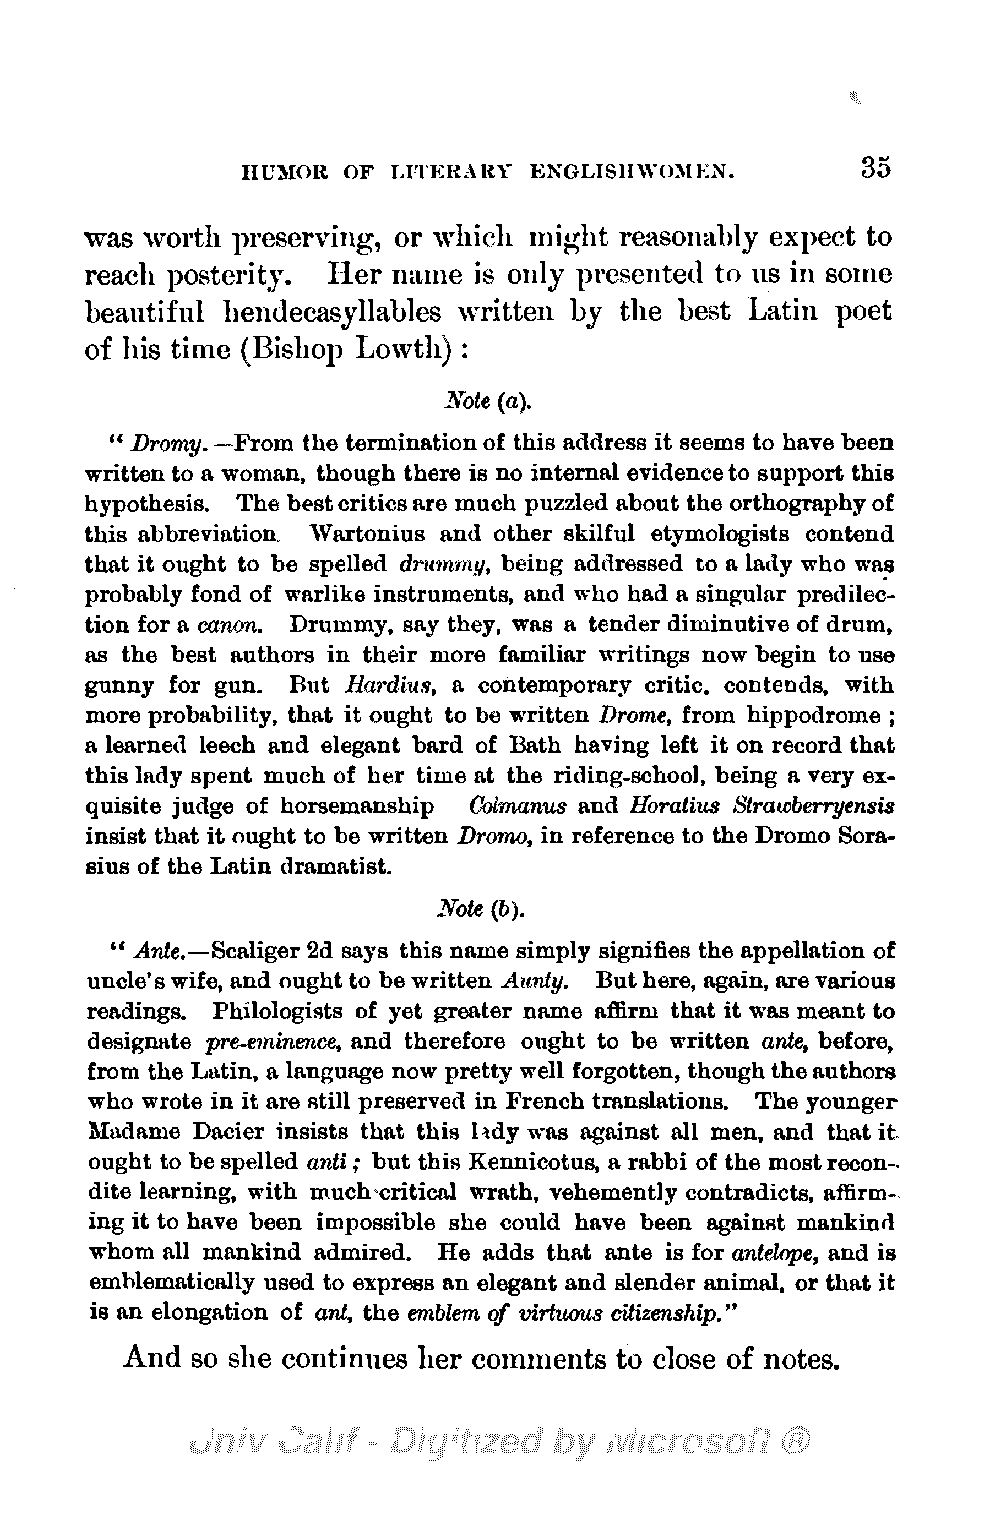 HUMOR OF LITERARY ENGLISHWOMEN. 35
was worth preserving, or which might reasonably expect to
reach posterity. Her name is only presented to us in some
beautiful hendecasyllables written by the best Latin poet
of his time (Bishop Lowth) :
Note (a).
“ Dromy. —From the termination of this address it seems to have been
written to a woman, though there is no internal evidence to support this
hypothesis. The best critics are much puzzled about the orthography of
this abbreviation. Wartonius and other skilful etymologists contend
that it ought to be spelled drummy, being addressed to a lady who was
probably fond of warlike instruments, and who had a singular predilec-
tion for a canon. Drummy, say they, was a tender diminutive of drum,
as the best authors in their more familiar writings now begin to use
gunny for gun. But Hardius, a contemporary critic, contends, with
more probability, that it ought to be written Drome, from hippodrome ;
a learned leech and elegant bard of Bath having left it on record that
this lady spent much of her time at the riding-school, being a very ex-
quisite judge of horsemanship Colmanus and Horatius Strawberryensis
insist that it ought to be written Dromo, in reference to the Dromo Sora-
sius of the Latin dramatist.
Note (b).
“ Ante.—Scaliger 2d says this name simply signifies the appellation of
uncle's wife, and ought to be written Aunty. But here, again, are various
readings. Philologists of yet greater name affirm that it was meant to
designate pre-eminence, and therefore ought to be written ante, before,
from the Latin, a language now pretty well forgotten, though the authors
who wrote in it are still preserved in French translations. The younger
Madame Dacier insists that this lady was against all men, and that it
ought to be spelled anti ; but this Kennicotus, a rabbi of the most recon-
dite learning, with much critical wrath, vehemently contradicts, affirm-
ing it to have been impossible she could have been against mankind
whom all mankind admired. He adds that ante is for antelope, and is
emblematically used to express an elegant and slender animal, or that it
is an elongation of ant, the emblem of virtuous citizenship.”
And so she continues her comments to close of notes.
Univ Calif - Digitized by Microsoft ®